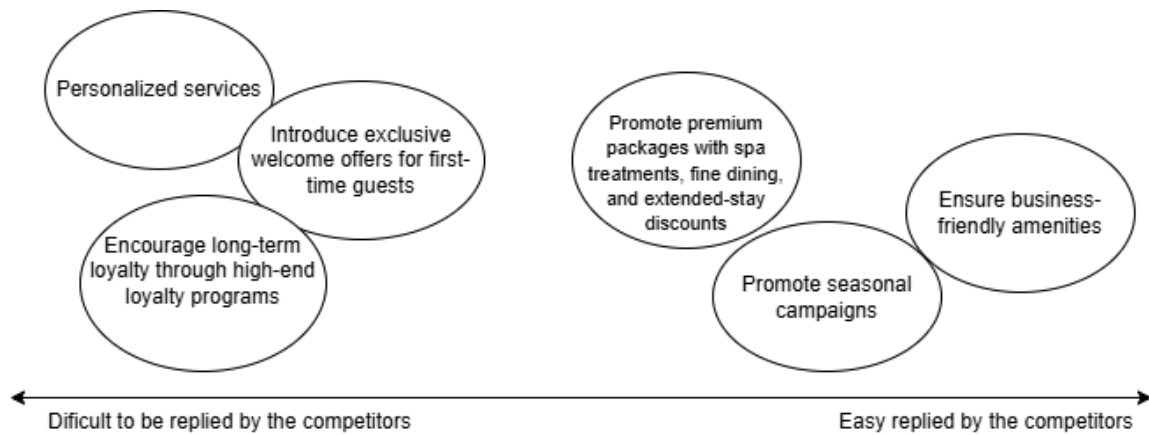 Personalized services
Introduce exclusive
welcome offers for first-
time guests
Encourage long-term
loyalty through high-end
loyalty programs
Promote premium
packages with spa
treatments, fine dining,
and extended-stay
discounts
Promote seasonal
campaigns
Ensure business-
friendly amenities
Dificult to be replied by the competitors
Easy replied by the competitors